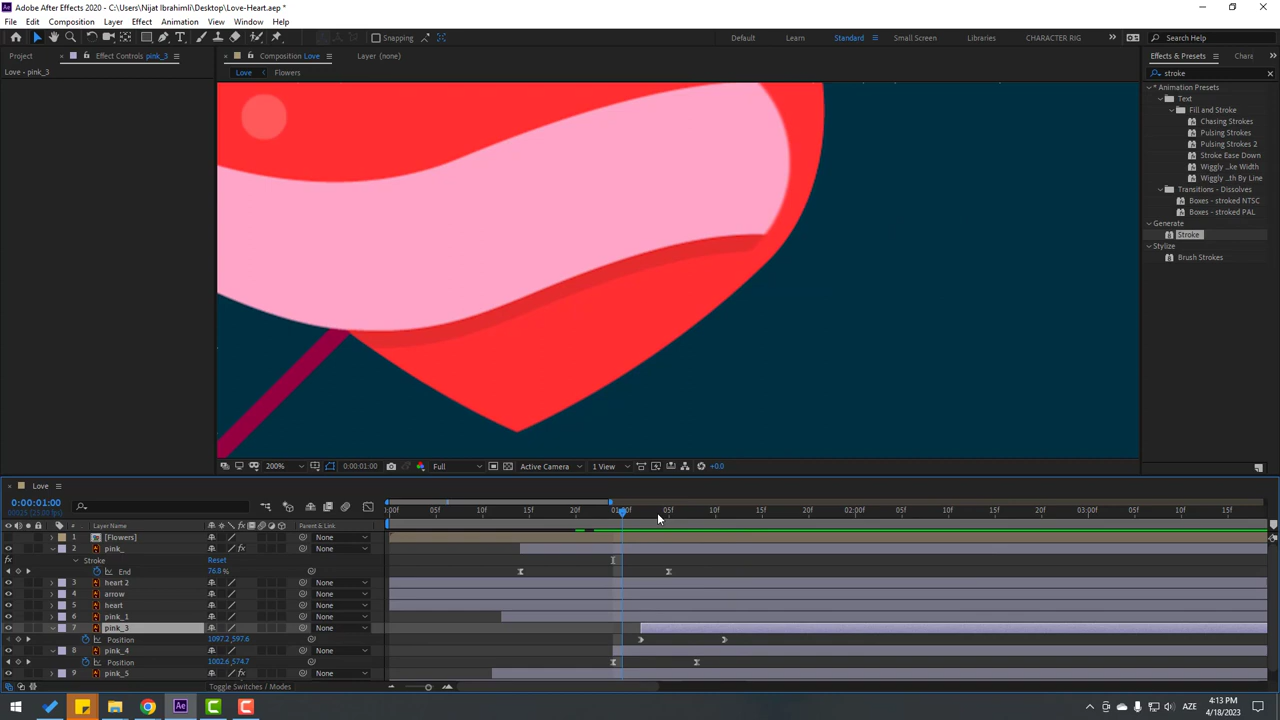 Adobe After Effects 2020 - C:\Users\Nijat Ibrahimli\Desktop\Love-Heart.aep *
File Edit Composition Layer Effect Animation View Window Help
Snapping
Default Learn Standard Small Screen Libraries CHARACTER RIG Search Help
Project Effect Controls pink_3 Composition Love Layer (none) Effects & Presets Chara
Love • pink_3
Love Flowers
stroke
* Animation Presets
Text
Fill and Stroke
Chasing Strokes
Pulsing Strokes
Pulsing Strokes 2
Stroke Ease Down
Wiggly ...ke Width
Wiggly ...th By Line
Transitions - Dissolves
Boxes - stroked NTSC
Boxes - stroked PAL
Generate
Stroke
Stylize
Brush Strokes
200% 0:00:01:00 Full Active Camera 1 View +0.0
Love
0:00:01:00
00025 (25.00 fps)
:00F 05f 10f 15f 20f 01:00f 05f 10f 15f 20f 02:00f 05f 10f 15f 20f 03:00f 05f 10f 15f
# Layer Name Parent & Link
1 [Flowers] None
2 pink_ None
Stroke Reset
End 76.8 %
3 heart 2 None
4 arrow None
5 heart None
6 pink_1 None
7 pink_3 None
Position 1097.2,597.6
8 pink_4 None
Position 1002.6,574.7
9 pink_5 None
Toggle Switches / Modes
AZE
4:13 PM
4/18/2023